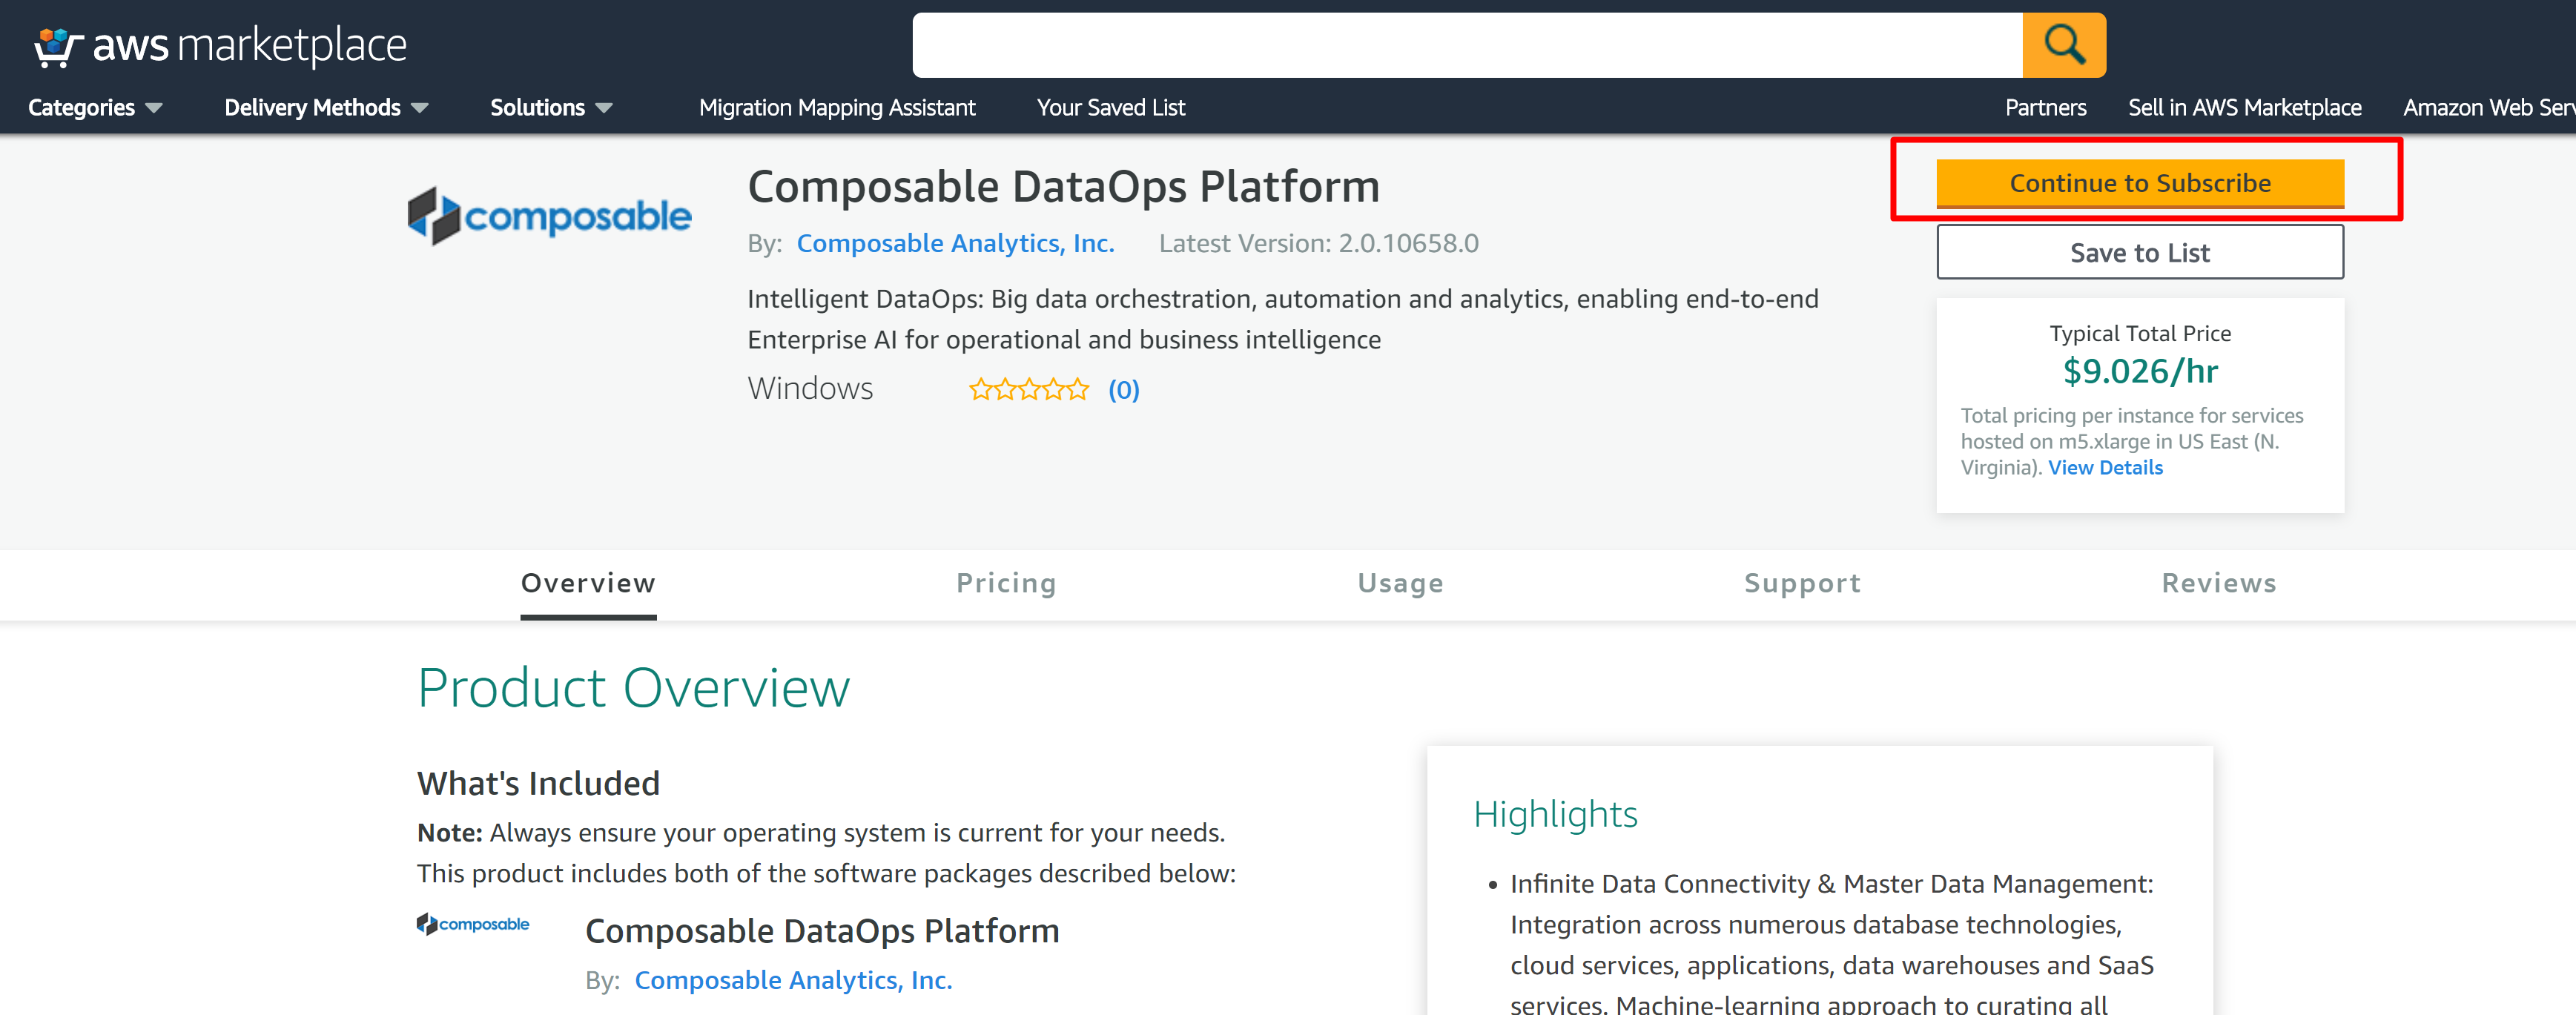 aws marketplace
Categories
Delivery Methods
Solutions
Migration Mapping Assistant
Your Saved List
Partners
Sell in AWS Marketplace
Amazon Web Serv
composable
Composable DataOps Platform
By: Composable Analytics, Inc. Latest Version: 2.0.10658.0
Intelligent DataOps: Big data orchestration, automation and analytics, enabling end-to-end
Enterprise AI for operational and business intelligence
Windows (0)
Continue to Subscribe
Save to List
Typical Total Price
$9.026/hr
Total pricing per instance for services
hosted on m5.xlarge in US East (N.
Virginia). View Details
Overview
Pricing
Usage
Support
Reviews
Product Overview
What's Included
Note: Always ensure your operating system is current for your needs.
This product includes both of the software packages described below:
composable
Composable DataOps Platform
By: Composable Analytics, Inc.
Highlights
• Infinite Data Connectivity & Master Data Management:
Integration across numerous database technologies,
cloud services, applications, data warehouses and SaaS
services. Machine-learning approach to curating all